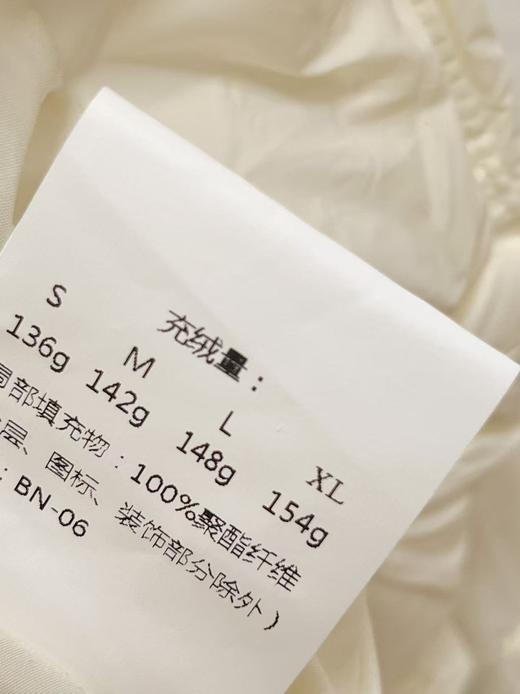 充绒量：
S M L XL
136g 142g 148g 154g
局部填充物：100%聚酯纤维
层、图标、装饰部分除外）
：BN-06